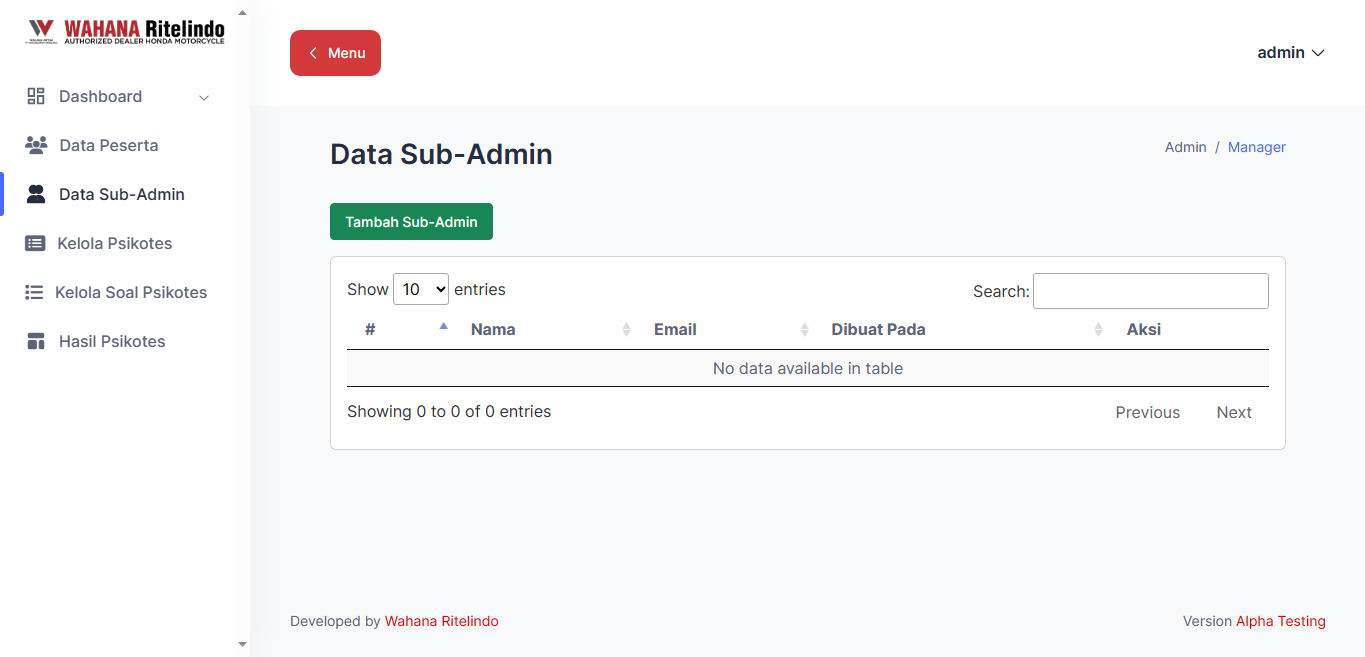 WAHANA Ritelindo
AUTHORIZED DEALER HONDA MOTORCYCLE
Dashboard
Data Peserta
Data Sub-Admin
Kelola Psikotes
Kelola Soal Psikotes
Hasil Psikotes
Menu
admin
Data Sub-Admin
Admin / Manager
Tambah Sub-Admin
Show 10 entries
Search:
# Nama Email Dibuat Pada Aksi
No data available in table
Showing 0 to 0 of 0 entries
Previous Next
Developed by Wahana Ritelindo
Version Alpha Testing